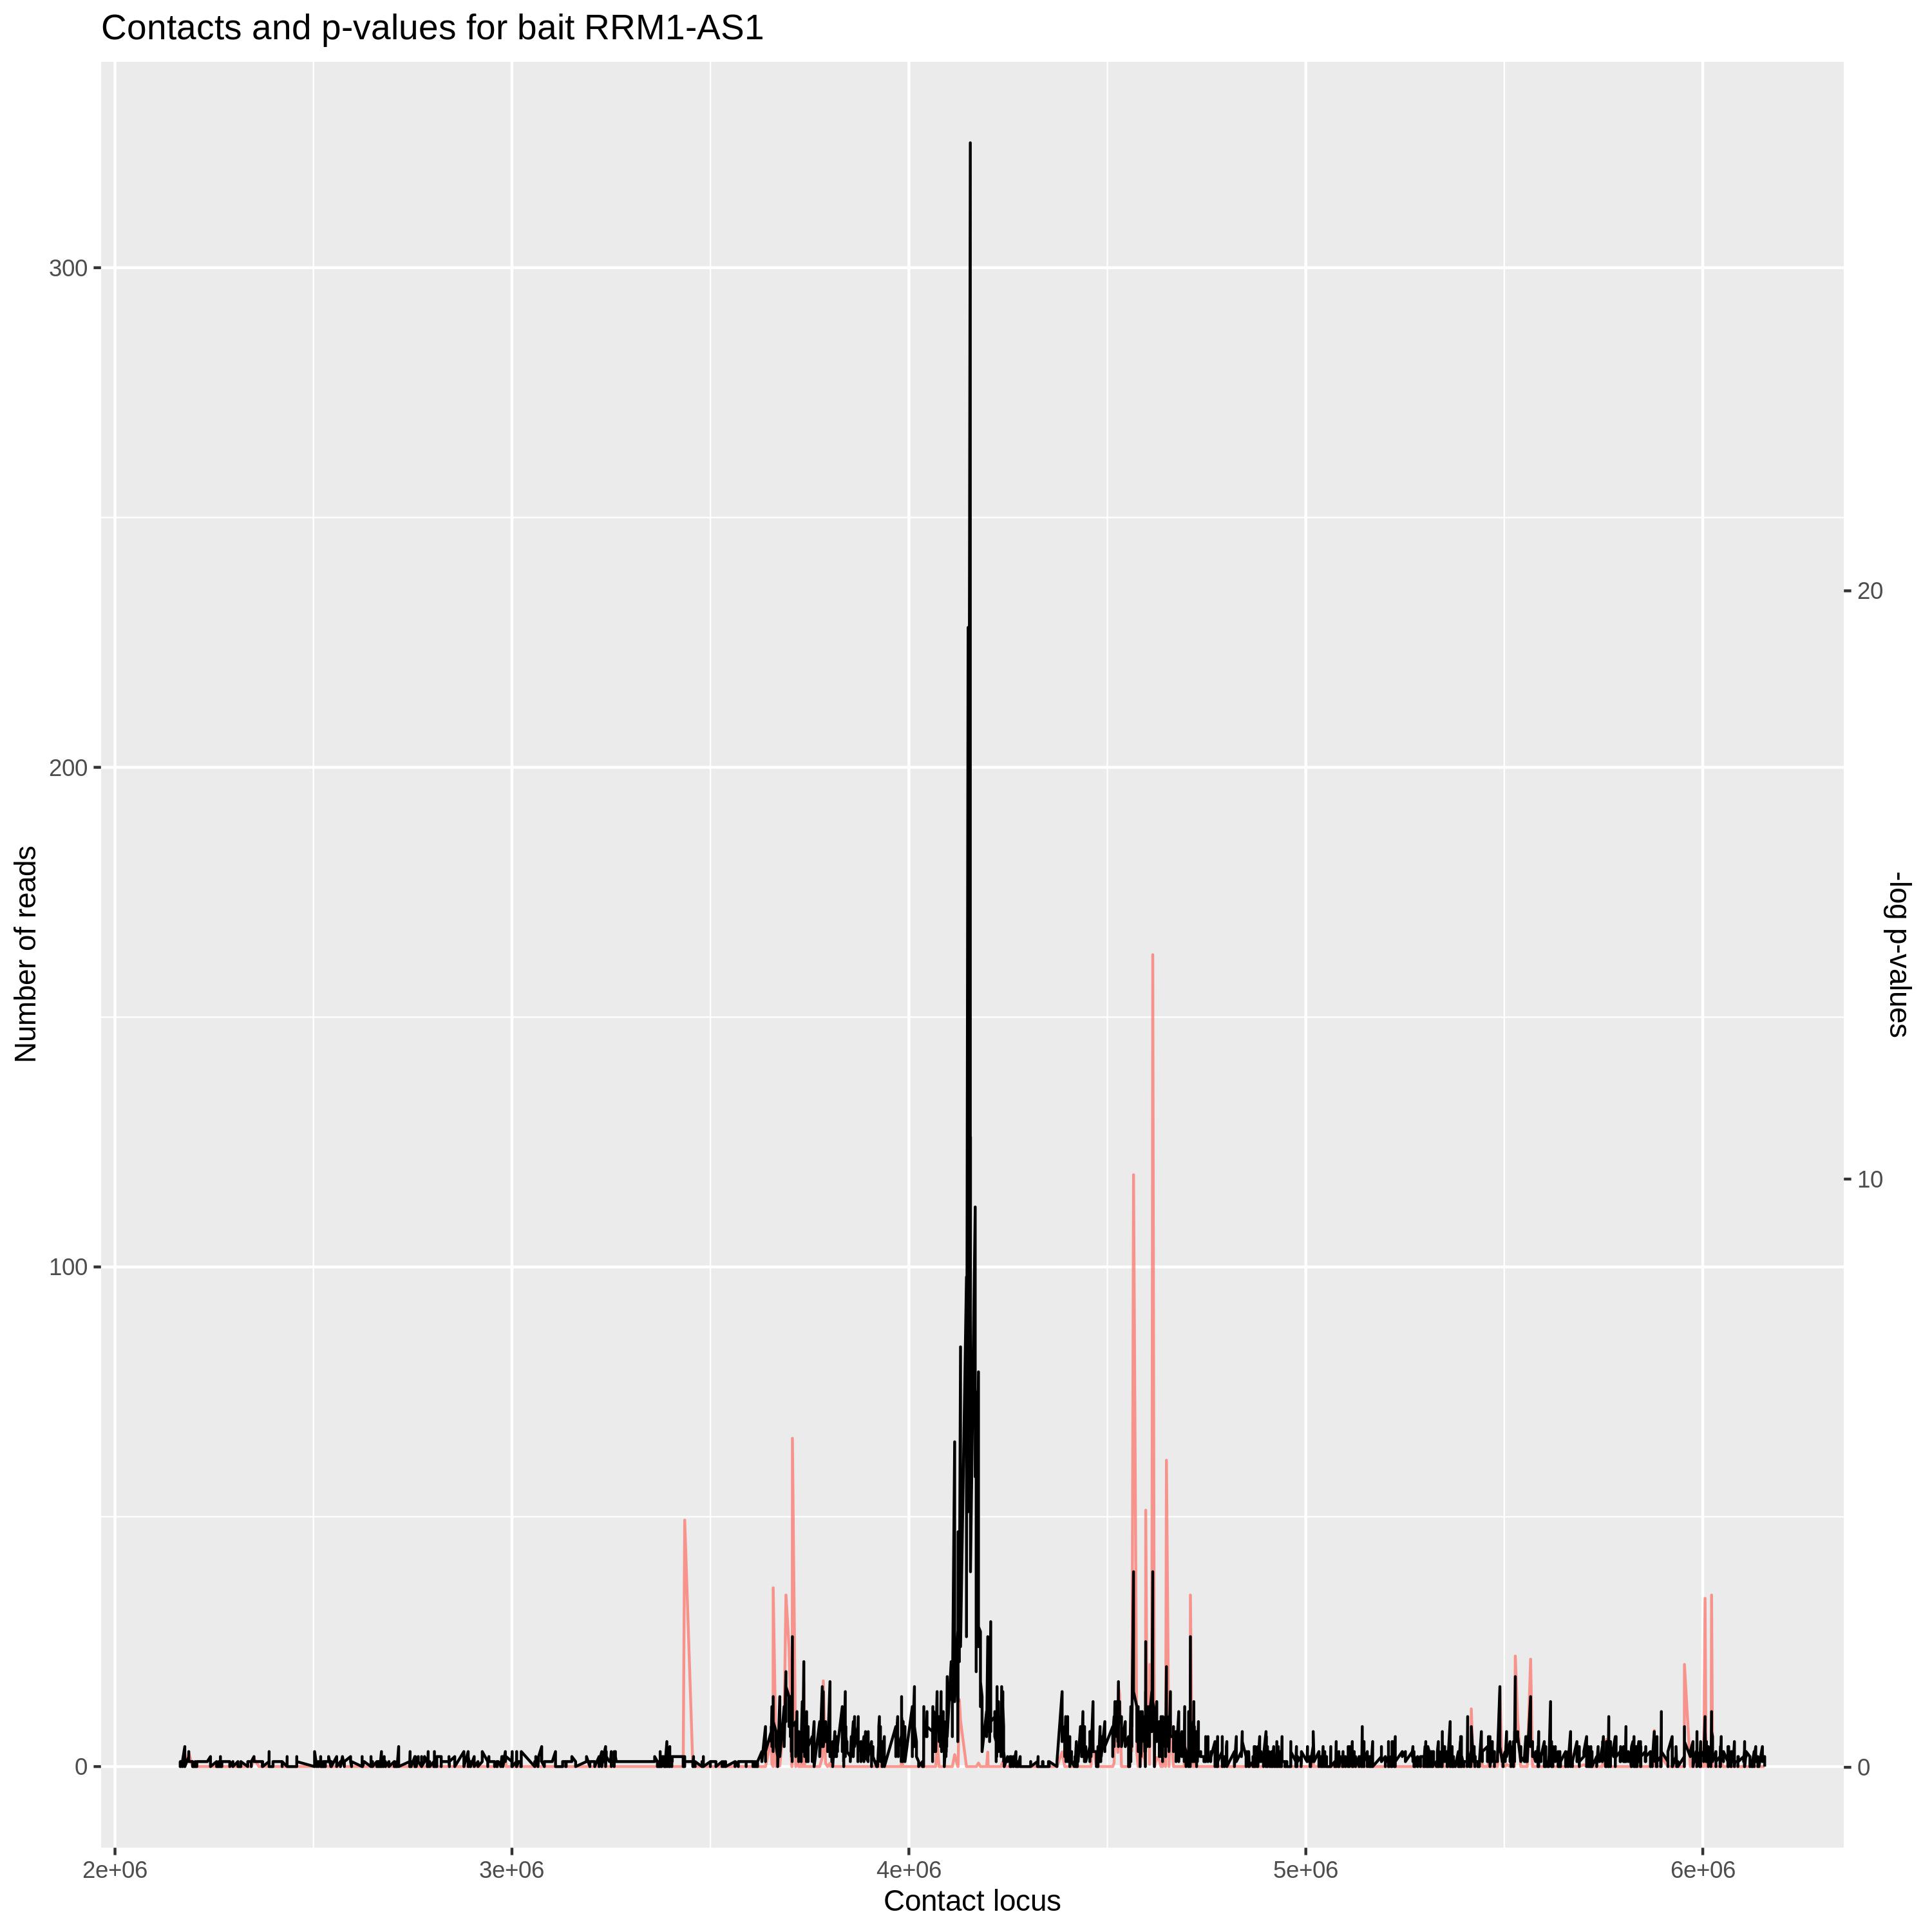 Contacts and p-values for bait RRM1-AS1
300
200
100
0
Number of reads
20
10
0
-log p-values
2e+06
3e+06
4e+06
5e+06
6e+06
Contact locus